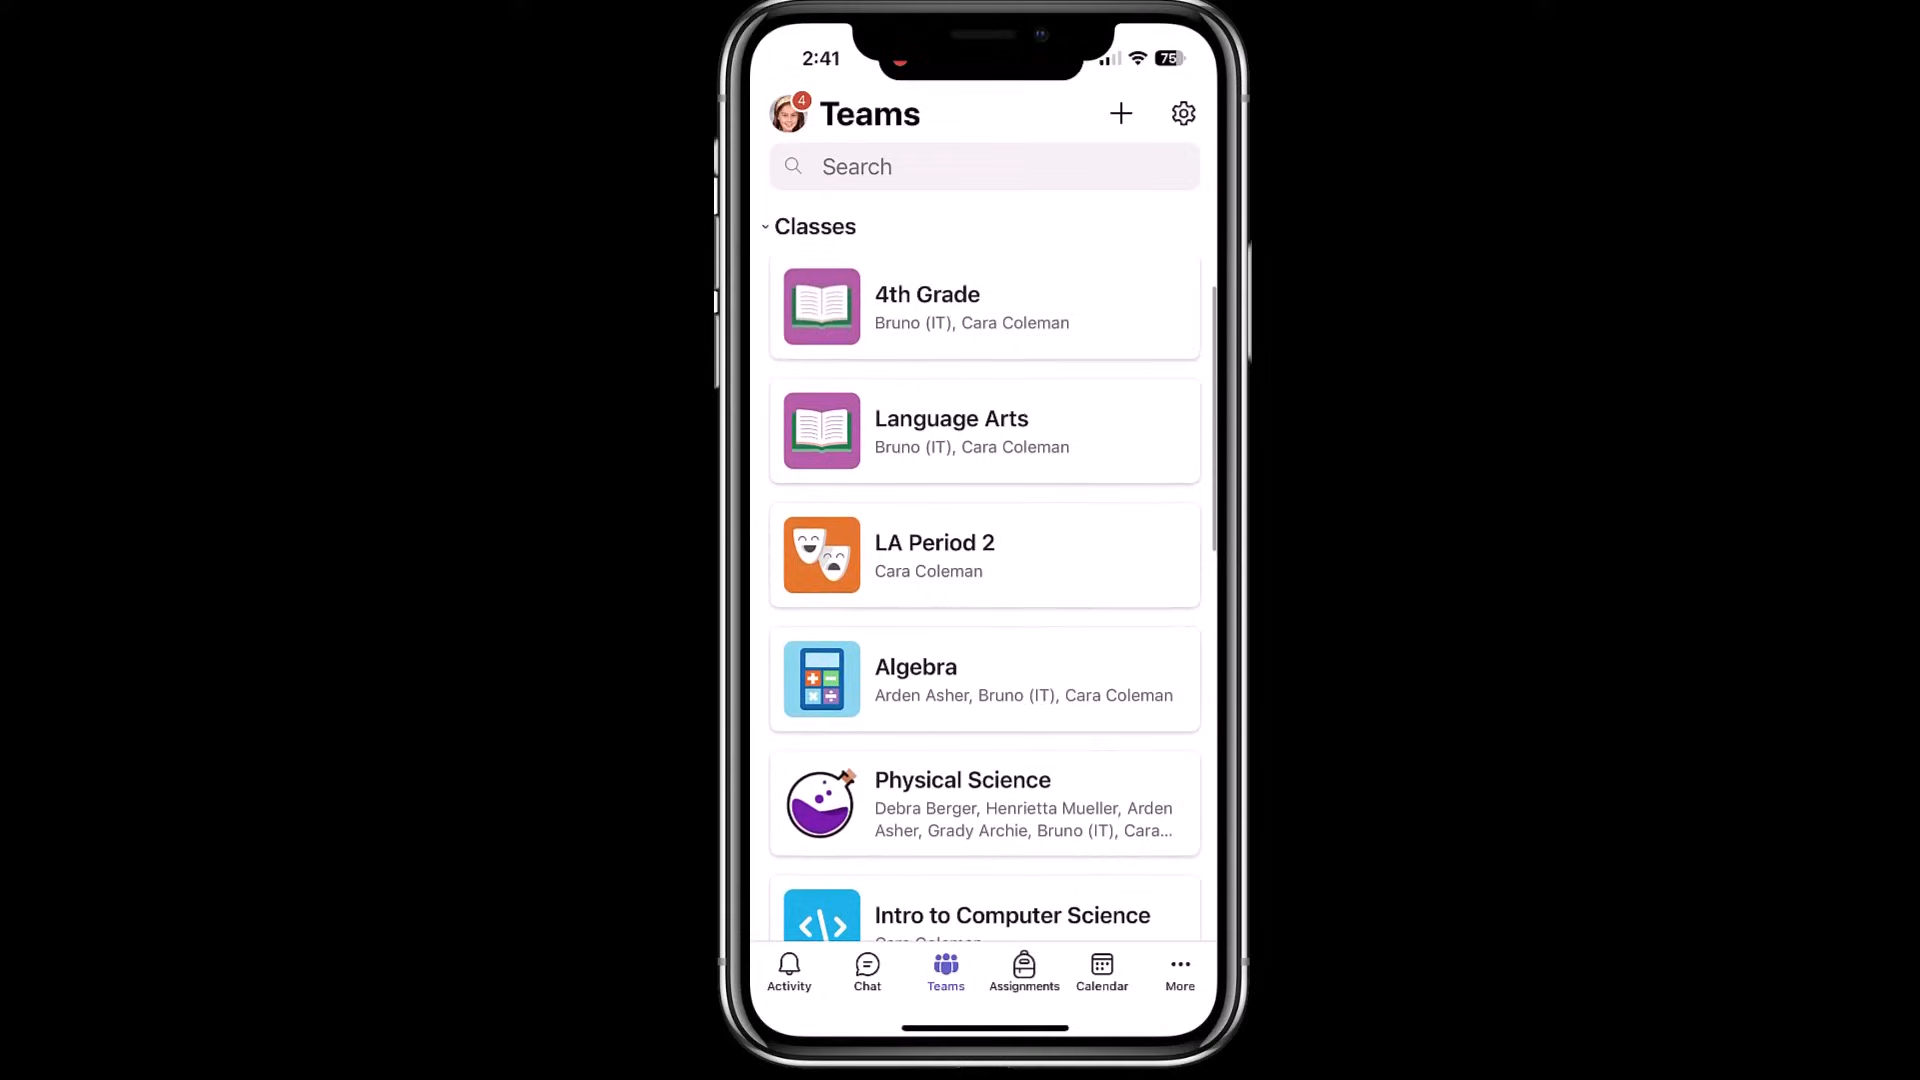 2:41
75
4
Teams
Search
Classes
4th Grade
Bruno (IT), Cara Coleman
Language Arts
Bruno (IT), Cara Coleman
LA Period 2
Cara Coleman
Algebra
Arden Asher, Bruno (IT), Cara Coleman
Physical Science
Debra Berger, Henrietta Mueller, Arden
Asher, Grady Archie, Bruno (IT), Cara...
Intro to Computer Science
Cara Coleman
Activity
Chat
Teams
Assignments
Calendar
More